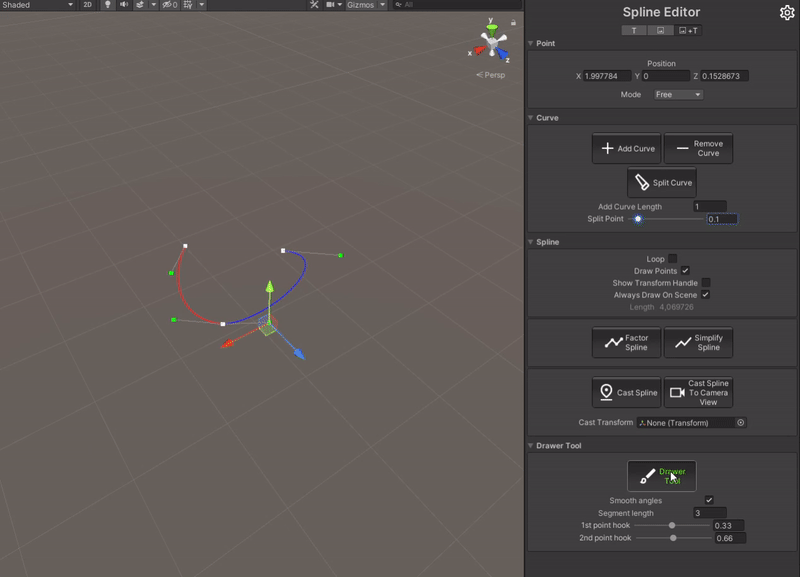 Shaded
2D
0
Gizmos
All
y
x
z
Persp
Spline Editor
T
+T
Point
Position
X 1.997784 Y 0 Z 0.1528673
Mode Free
Curve
Add Curve
Remove
Curve
Split Curve
Add Curve Length 1
Split Point 0.1
Spline
Loop
Draw Points
Show Transform Handle
Always Draw On Scene
Length 4,069726
Factor
Spline
Simplify
Spline
Cast Spline
Cast Spline
To Camera
View
Cast Transform None (Transform)
Drawer Tool
Drawer
Tool
Smooth angles
Segment length 3
1st point hook 0.33
2nd point hook 0.66